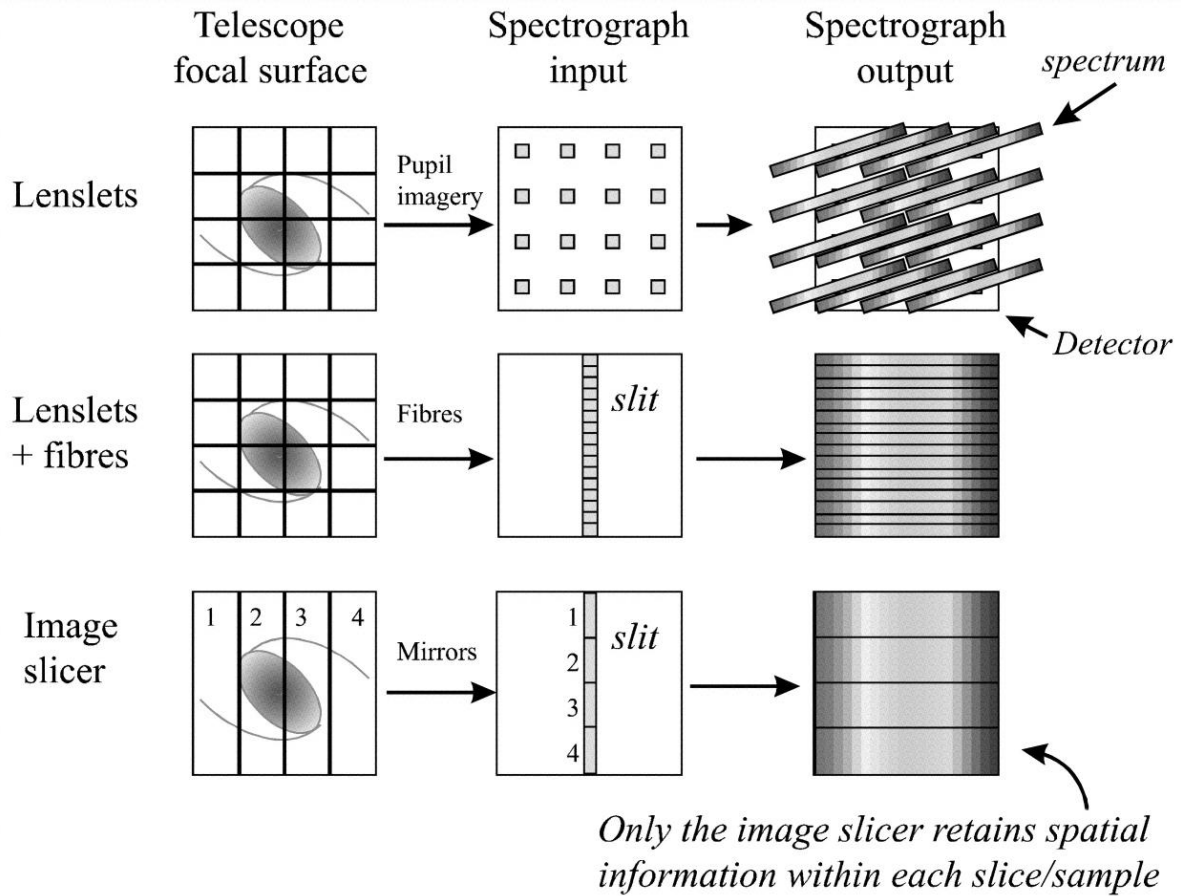 Telescope
focal surface
Spectrograph
input
Spectrograph
output
spectrum
Lenslets
Pupil
imagery
Detector
Lenslets
+ fibres
Fibres
slit
Image
slicer
1 2 3 4
Mirrors
1
2
3
4
slit
Only the image slicer retains spatial
information within each slice/sample